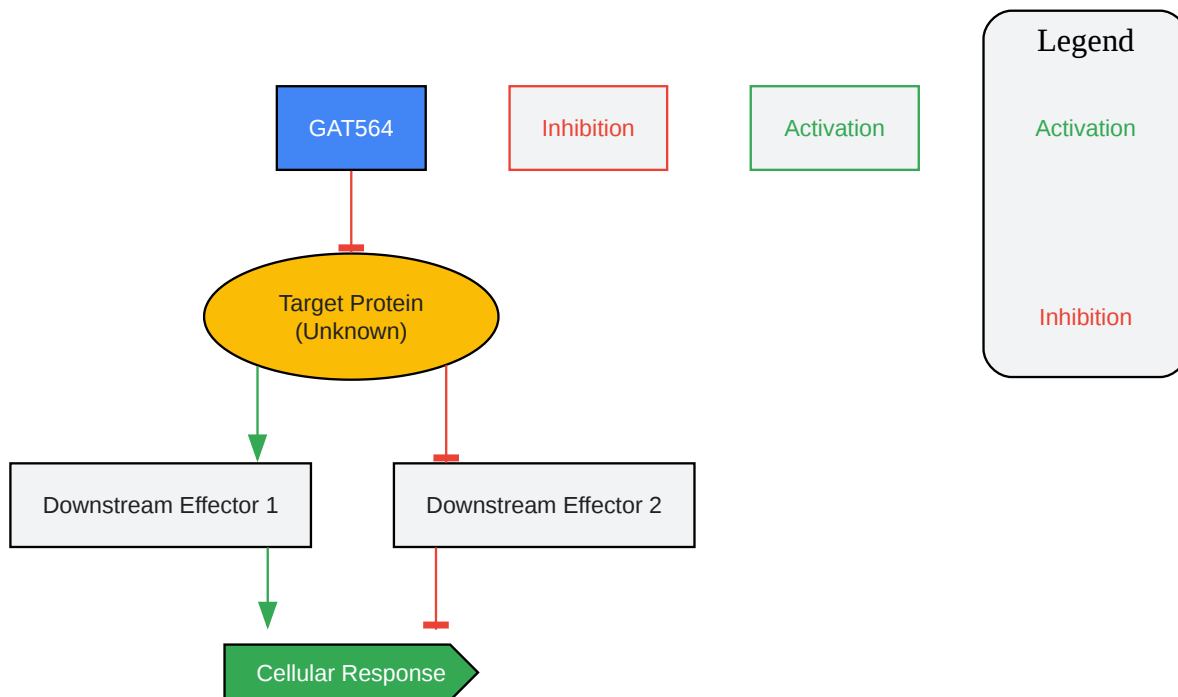 Legend
GAT564
Inhibition
Activation
Activation
Target Protein
(Unknown)
Inhibition
Downstream Effector 1
Downstream Effector 2
Cellular Response